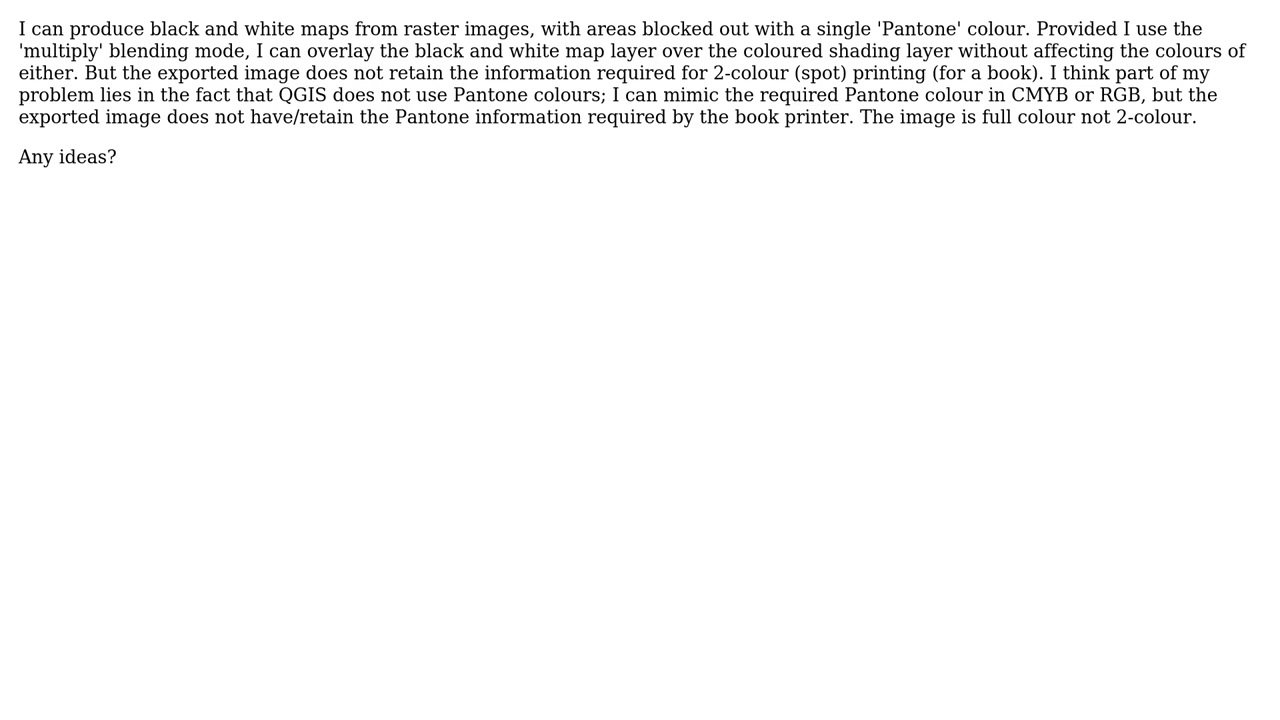 I can produce black and white maps from raster images, with areas blocked out with a single 'Pantone' colour. Provided I use the
'multiply' blending mode, I can overlay the black and white map layer over the coloured shading layer without affecting the colours of
either. But the exported image does not retain the information required for 2-colour (spot) printing (for a book). I think part of my
problem lies in the fact that QGIS does not use Pantone colours; I can mimic the required Pantone colour in CMYB or RGB, but the
exported image does not have/retain the Pantone information required by the book printer. The image is full colour not 2-colour.
Any ideas?